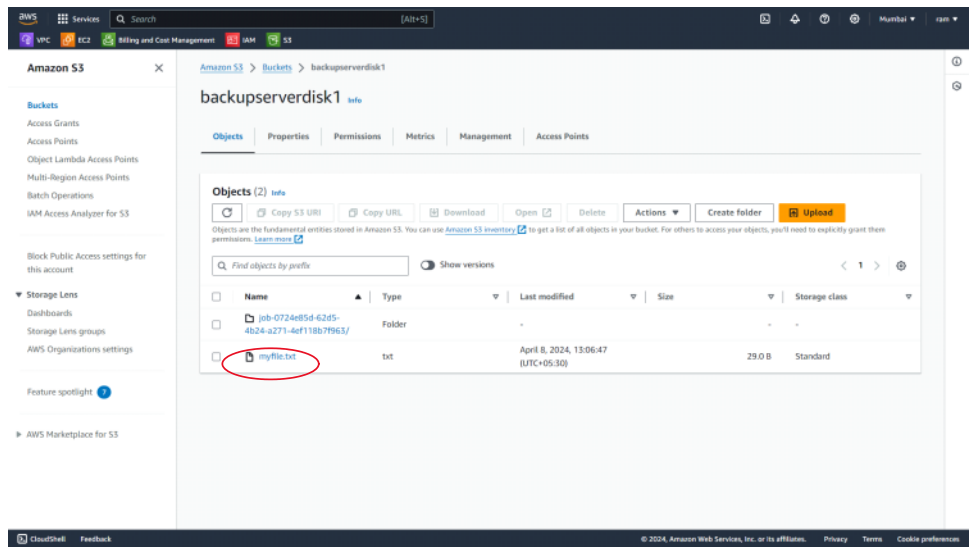 aws Services Search [Alt+S] Mumbai ram
VPC EC2 Billing and Cost Management IAM S3
Amazon S3
Buckets
Access Grants
Access Points
Object Lambda Access Points
Multi-Region Access Points
Batch Operations
IAM Access Analyzer for S3
Block Public Access settings for
this account
Storage Lens
Dashboards
Storage Lens groups
AWS Organizations settings
Feature spotlight 7
AWS Marketplace for S3
Amazon S3 > Buckets > backupserverdisk1
backupserverdisk1 Info
Objects Properties Permissions Metrics Management Access Points
Objects (2) Info
Copy S3 URI Copy URL Download Open Delete Actions Create folder Upload
Objects are the fundamental entities stored in Amazon S3. You can use Amazon S3 inventory to get a list of all objects in your bucket. For others to access your objects, you'll need to explicitly grant them
permissions. Learn more
Find objects by prefix Show versions < 1 >
Name Type Last modified Size Storage class
job-0724e85d-62d5-
4b24-a271-4ef118b7f963/ Folder - - -
myfile.txt txt April 8, 2024, 13:06:47
(UTC+05:30) 29.0 B Standard
CloudShell Feedback © 2024, Amazon Web Services, Inc. or its affiliates. Privacy Terms Cookie preferences